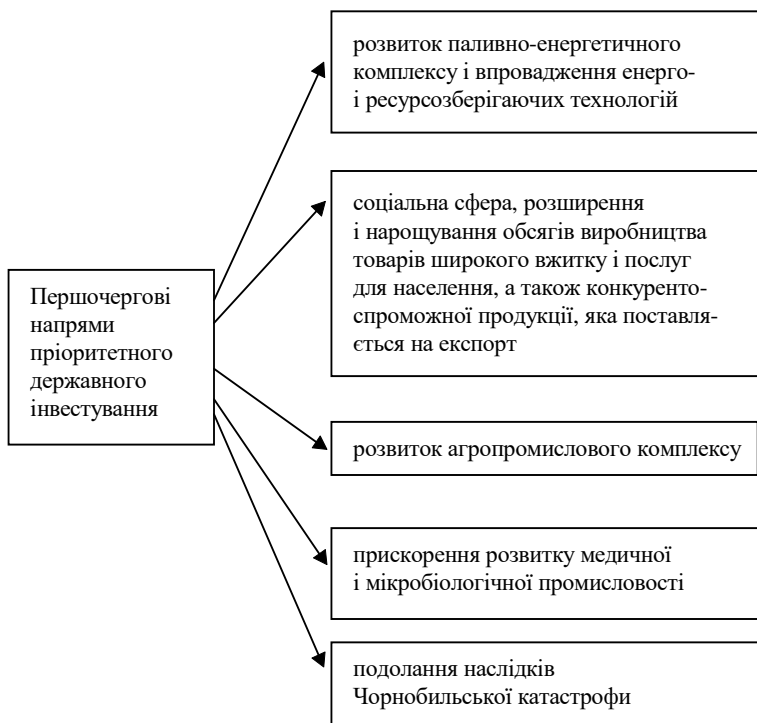 Першочергові
напрями
пріоритетного
державного
інвестування
розвиток паливно-енергетичного
комплексу і впровадження енерго-
і ресурсозберігаючих технологій
соціальна сфера, розширення
і нарощування обсягів виробництва
товарів широкого вжитку і послуг
для населення, а також конкуренто-
спроможної продукції, яка поставля-
ється на експорт
розвиток агропромислового комплексу
прискорення розвитку медичної
і мікробіологічної промисловості
подолання наслідків
Чорнобильської катастрофи